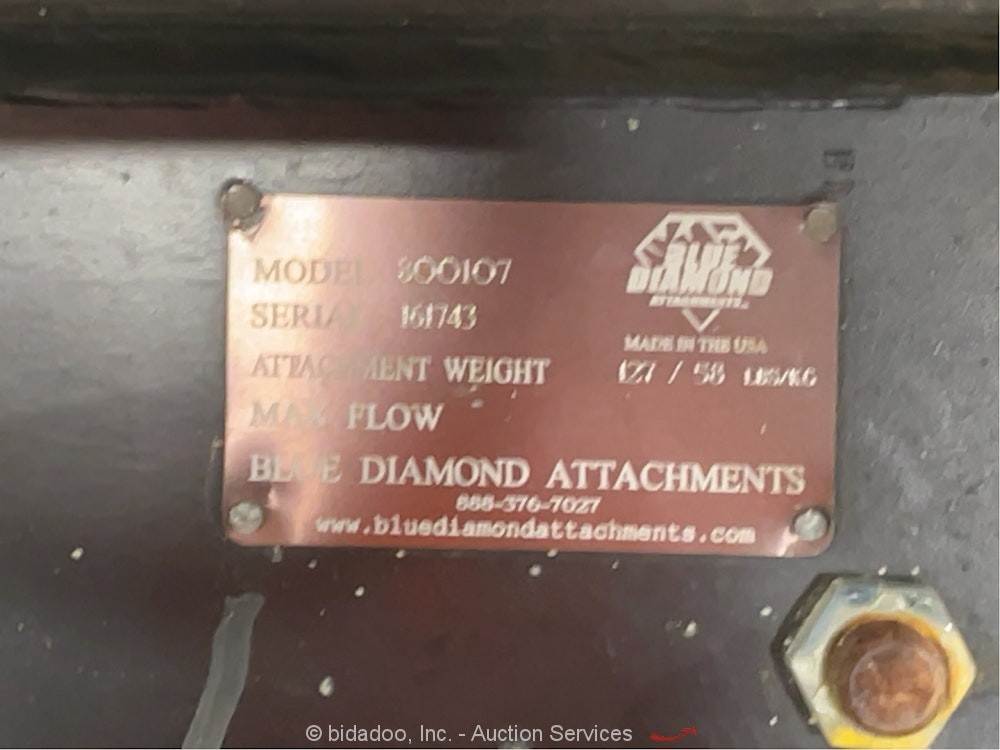 BLUE
DIAMOND
ATTACHMENTS
MADE IN THE USA
MODEL 800107
SERIAL 161743
ATTACHMENT WEIGHT 127 / 58 LBS/KG
MAX FLOW
BLUE DIAMOND ATTACHMENTS
888-376-7027
www.bluediamondattachments.com
© bidadoo, Inc. - Auction Services